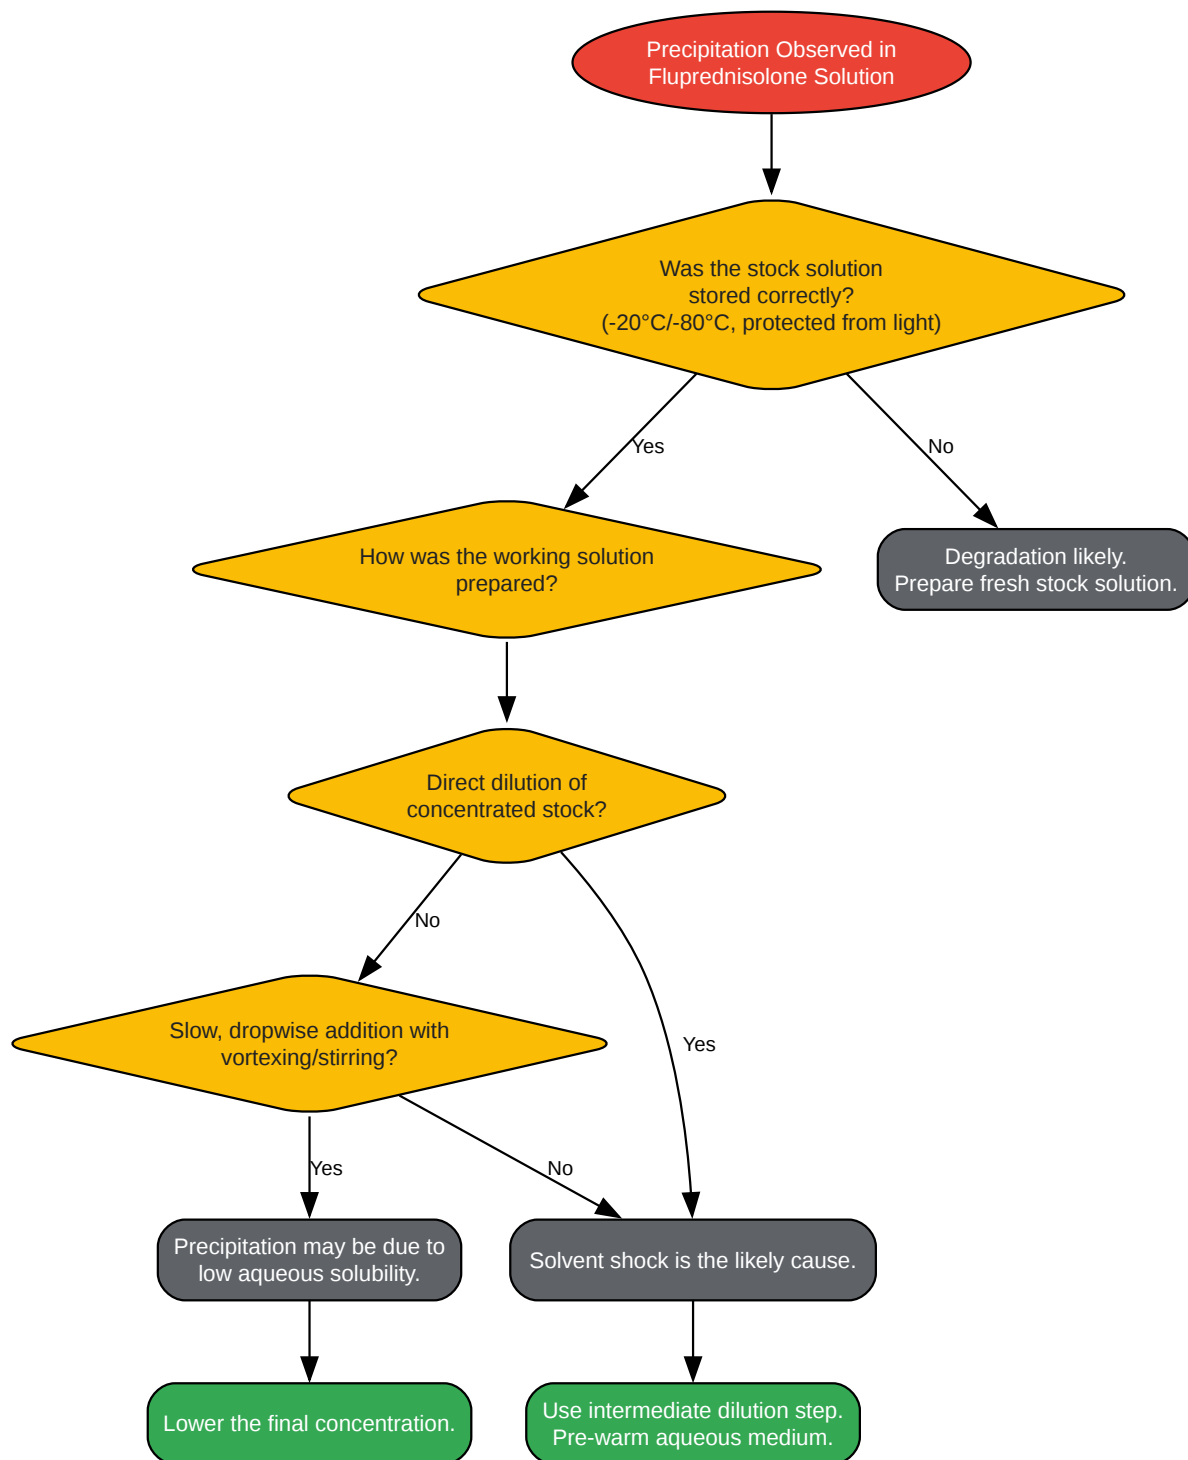 Precipitation Observed in
Fluprednisolone Solution
Was the stock solution
stored correctly?
(-20°C/-80°C, protected from light)
Yes
No
How was the working solution
prepared?
Degradation likely.
Prepare fresh stock solution.
Direct dilution of
concentrated stock?
No
Yes
Slow, dropwise addition with
vortexing/stirring?
Yes
No
Precipitation may be due to
low aqueous solubility.
Solvent shock is the likely cause.
Lower the final concentration.
Use intermediate dilution step.
Pre-warm aqueous medium.